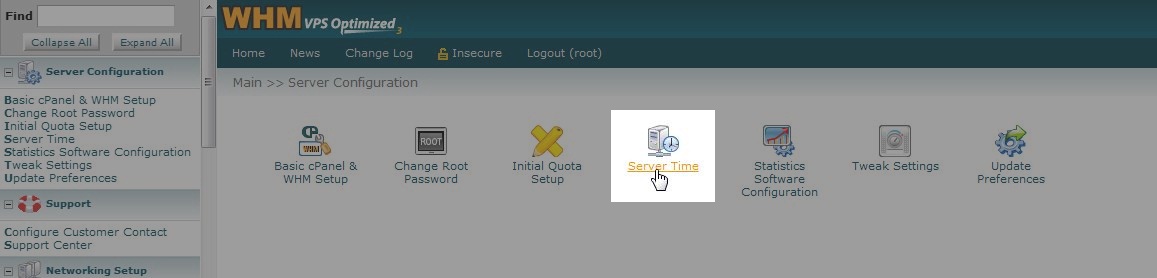 Find
Collapse All
Expand All
Server Configuration
Basic cPanel & WHM Setup
Change Root Password
Initial Quota Setup
Server Time
Statistics Software Configuration
Tweak Settings
Update Preferences
Support
Configure Customer Contact
Support Center
Networking Setup
WHM VPS Optimized 3
Home News Change Log Insecure Logout (root)
Main >> Server Configuration
CP
WHM
Basic cPanel &
WHM Setup
ROOT
Change Root
Password
Initial Quota
Setup
Server Time
Statistics
Software
Configuration
Tweak Settings
Update
Preferences